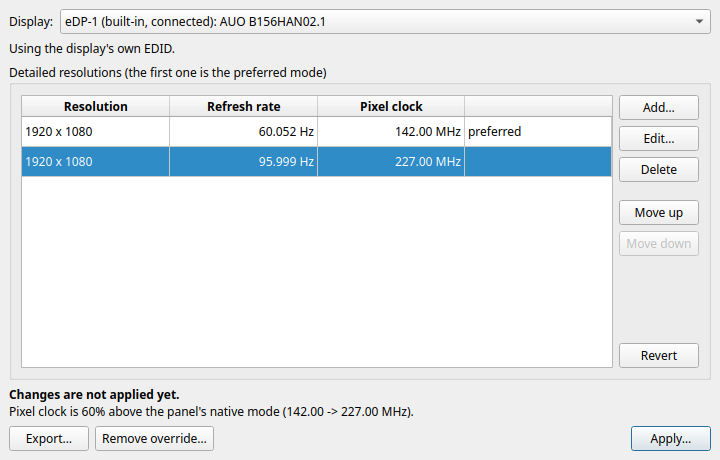 Display: eDP-1 (built-in, connected): AUO B156HAN02.1
Using the display's own EDID.
Detailed resolutions (the first one is the preferred mode)
Resolution Refresh rate Pixel clock
1920 x 1080 60.052 Hz 142.00 MHz preferred
1920 x 1080 95.999 Hz 227.00 MHz
Add...
Edit...
Delete
Move up
Move down
Revert
Changes are not applied yet.
Pixel clock is 60% above the panel's native mode (142.00 -> 227.00 MHz).
Export... Remove override... Apply...